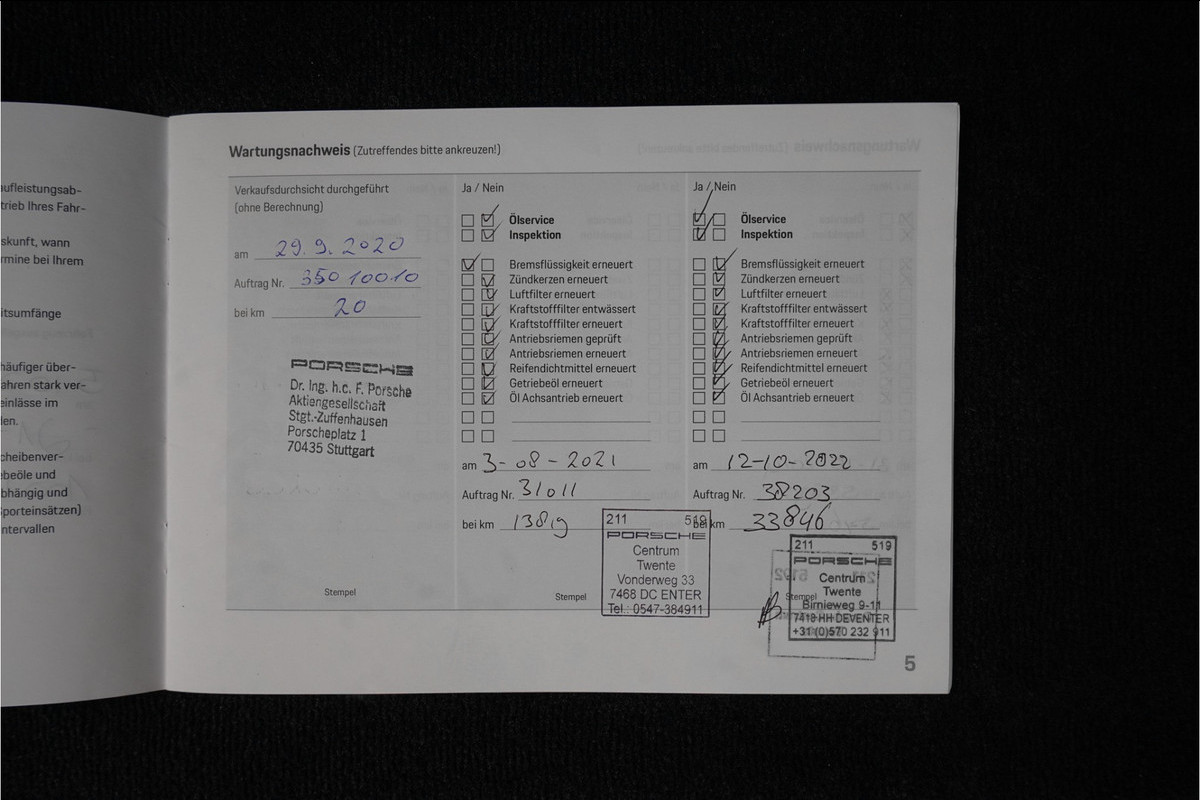 aufleistungsab-
trieb Ihres Fahr-
skunft, wann
rmine bei Ihrem
itsumfänge
häufiger über-
ahren stark ver-
einlässe im
len.
cheibenver-
ebeöle und
bhängig und
Sporteinsätzen)
ntervallen
Wartungsnachweis (Zutreffendes bitte ankreuzen!)
Verkaufsdurchsicht durchgeführt
(ohne Berechnung)
am 29.9.2020
Auftrag Nr. 350 100 10
bei km 20
PORSCHE
Dr. Ing. h.c. F. Porsche
Aktiengesellschaft
Stgt.-Zuffenhausen
Porscheplatz 1
70435 Stuttgart
Stempel
Ja / Nein
Ölservice
Inspektion
Bremsflüssigkeit erneuert
Zündkerzen erneuert
Luftfilter erneuert
Kraftstofffilter entwässert
Kraftstofffilter erneuert
Antriebsriemen geprüft
Antriebsriemen erneuert
Reifendichtmittel erneuert
Getriebeöl erneuert
Öl Achsantrieb erneuert
am 3-08-2021
Auftrag Nr. 31011
bei km
Stempel
211 519
PORSCHE
Centrum
Twente
Vonderweg 33
7468 DC ENTER
Tel.: 0547-384911
Ja / Nein
Ölservice
Inspektion
Bremsflüssigkeit erneuert
Zündkerzen erneuert
Luftfilter erneuert
Kraftstofffilter entwässert
Kraftstofffilter erneuert
Antriebsriemen geprüft
Antriebsriemen erneuert
Reifendichtmittel erneuert
Getriebeöl erneuert
Öl Achsantrieb erneuert
am 12-10-2022
Auftrag Nr. 38203
bei km 33846
Stempel
211 519
PORSCHE
Centrum
Twente
Birnieweg 9-11
7418 HH DEVENTER
+31 (0)570 232 911
5